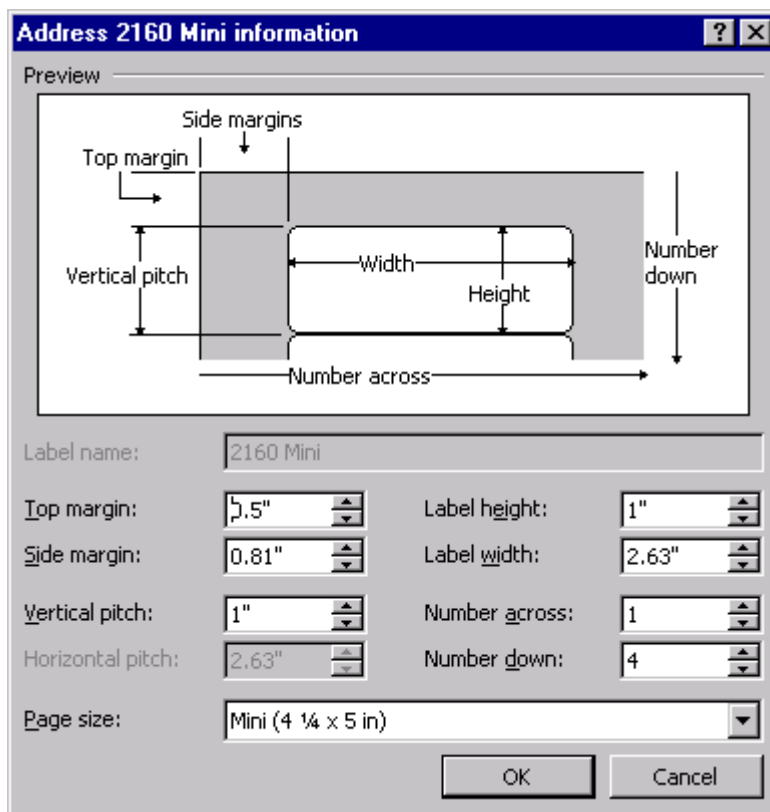 Address 2160 Mini information
Preview
Side margins
Top margin
Vertical pitch
Width
Height
Number
down
Number across
Label name: 2160 Mini
Top margin: 0.5" Label height: 1"
Side margin: 0.81" Label width: 2.63"
Vertical pitch: 1" Number across: 1
Horizontal pitch: 2.63" Number down: 4
Page size: Mini (4 ¼ x 5 in)
OK Cancel